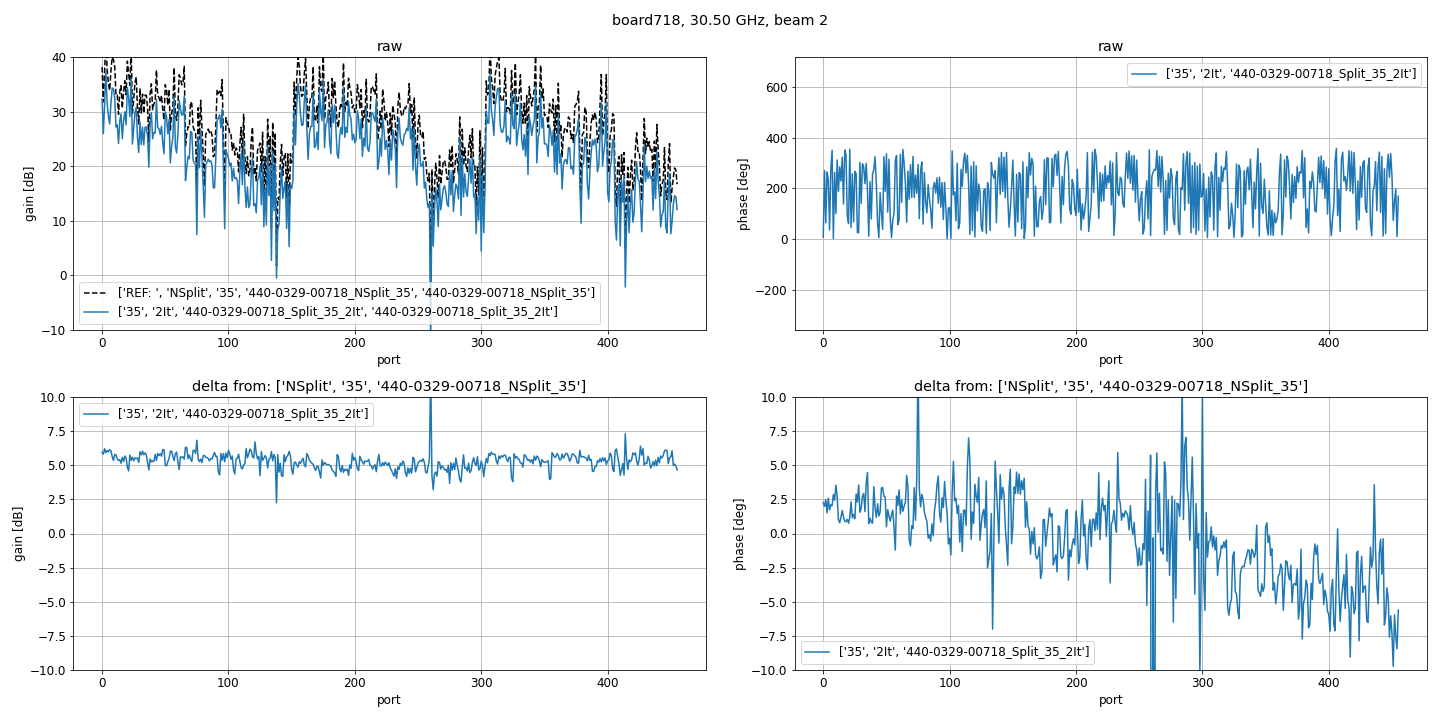 board718, 30.50 GHz, beam 2
raw
40
30
20
10
0
−10
gain [dB]
0
100
200
300
400
port
['REF: ', 'NSplit', '35', '440-0329-00718_NSplit_35', '440-0329-00718_NSplit_35']
['35', '2It', '440-0329-00718_Split_35_2It', '440-0329-00718_Split_35_2It']
raw
600
400
200
0
−200
phase [deg]
0
100
200
300
400
port
['35', '2It', '440-0329-00718_Split_35_2It']
delta from: ['NSplit', '35', '440-0329-00718_NSplit_35']
10.0
7.5
5.0
2.5
0.0
−2.5
−5.0
−7.5
−10.0
gain [dB]
0
100
200
300
400
port
['35', '2It', '440-0329-00718_Split_35_2It']
delta from: ['NSplit', '35', '440-0329-00718_NSplit_35']
10.0
7.5
5.0
2.5
0.0
−2.5
−5.0
−7.5
−10.0
phase [deg]
0
100
200
300
400
port
['35', '2It', '440-0329-00718_Split_35_2It']